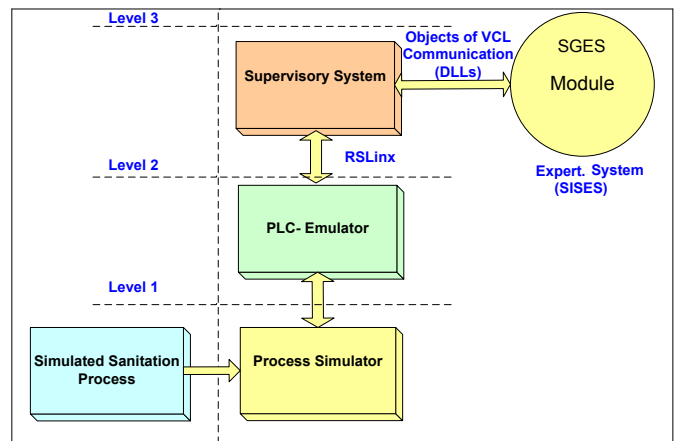 Level 3
Objects of VCL
Communication
(DLLs)
SGES
Module
Supervisory System
RSLinx
Level 2
Expert. System
(SISES)
PLC- Emulator
Level 1
Simulated Sanitation
Process
Process Simulator